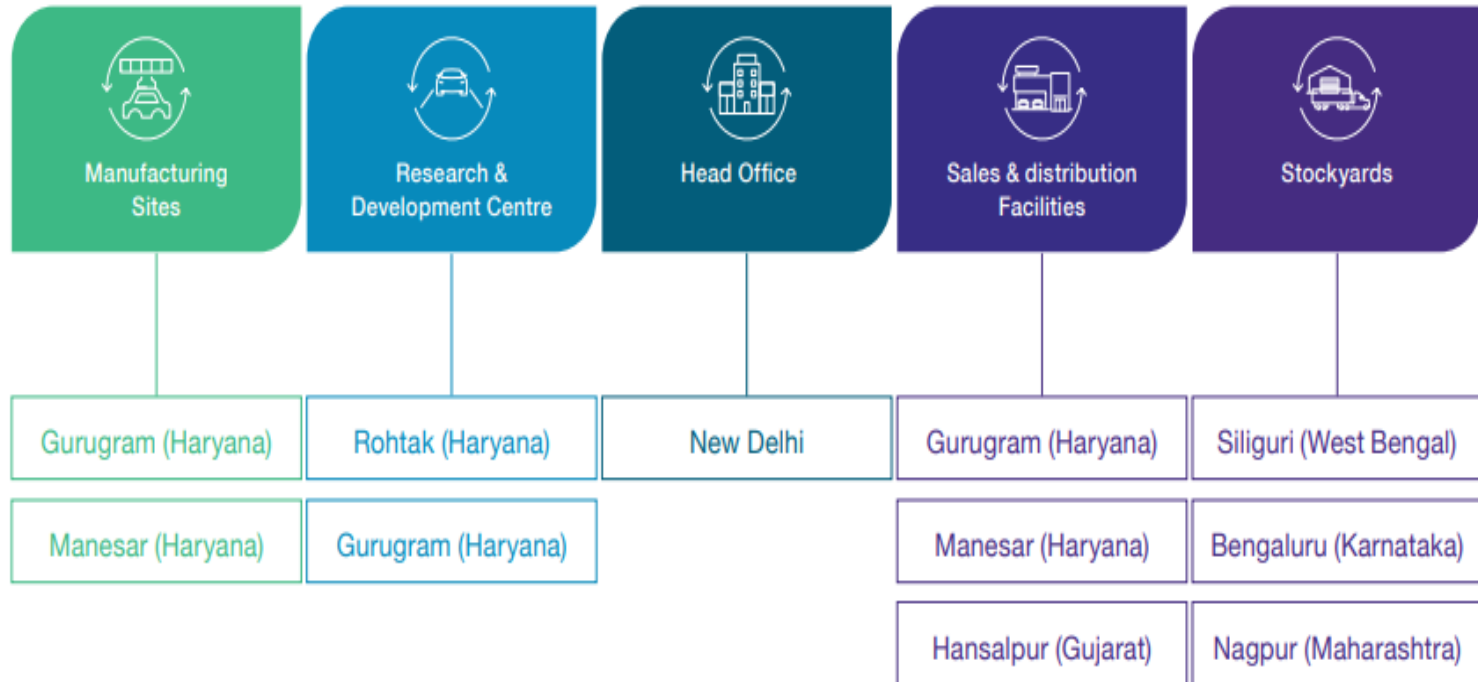 Manufacturing
Sites
Research &
Development Centre
Head Office
Sales & distribution
Facilities
Stockyards
Gurugram (Haryana)
Rohtak (Haryana)
New Delhi
Gurugram (Haryana)
Siliguri (West Bengal)
Manesar (Haryana)
Gurugram (Haryana)
Manesar (Haryana)
Bengaluru (Karnataka)
Hansalpur (Gujarat)
Nagpur (Maharashtra)